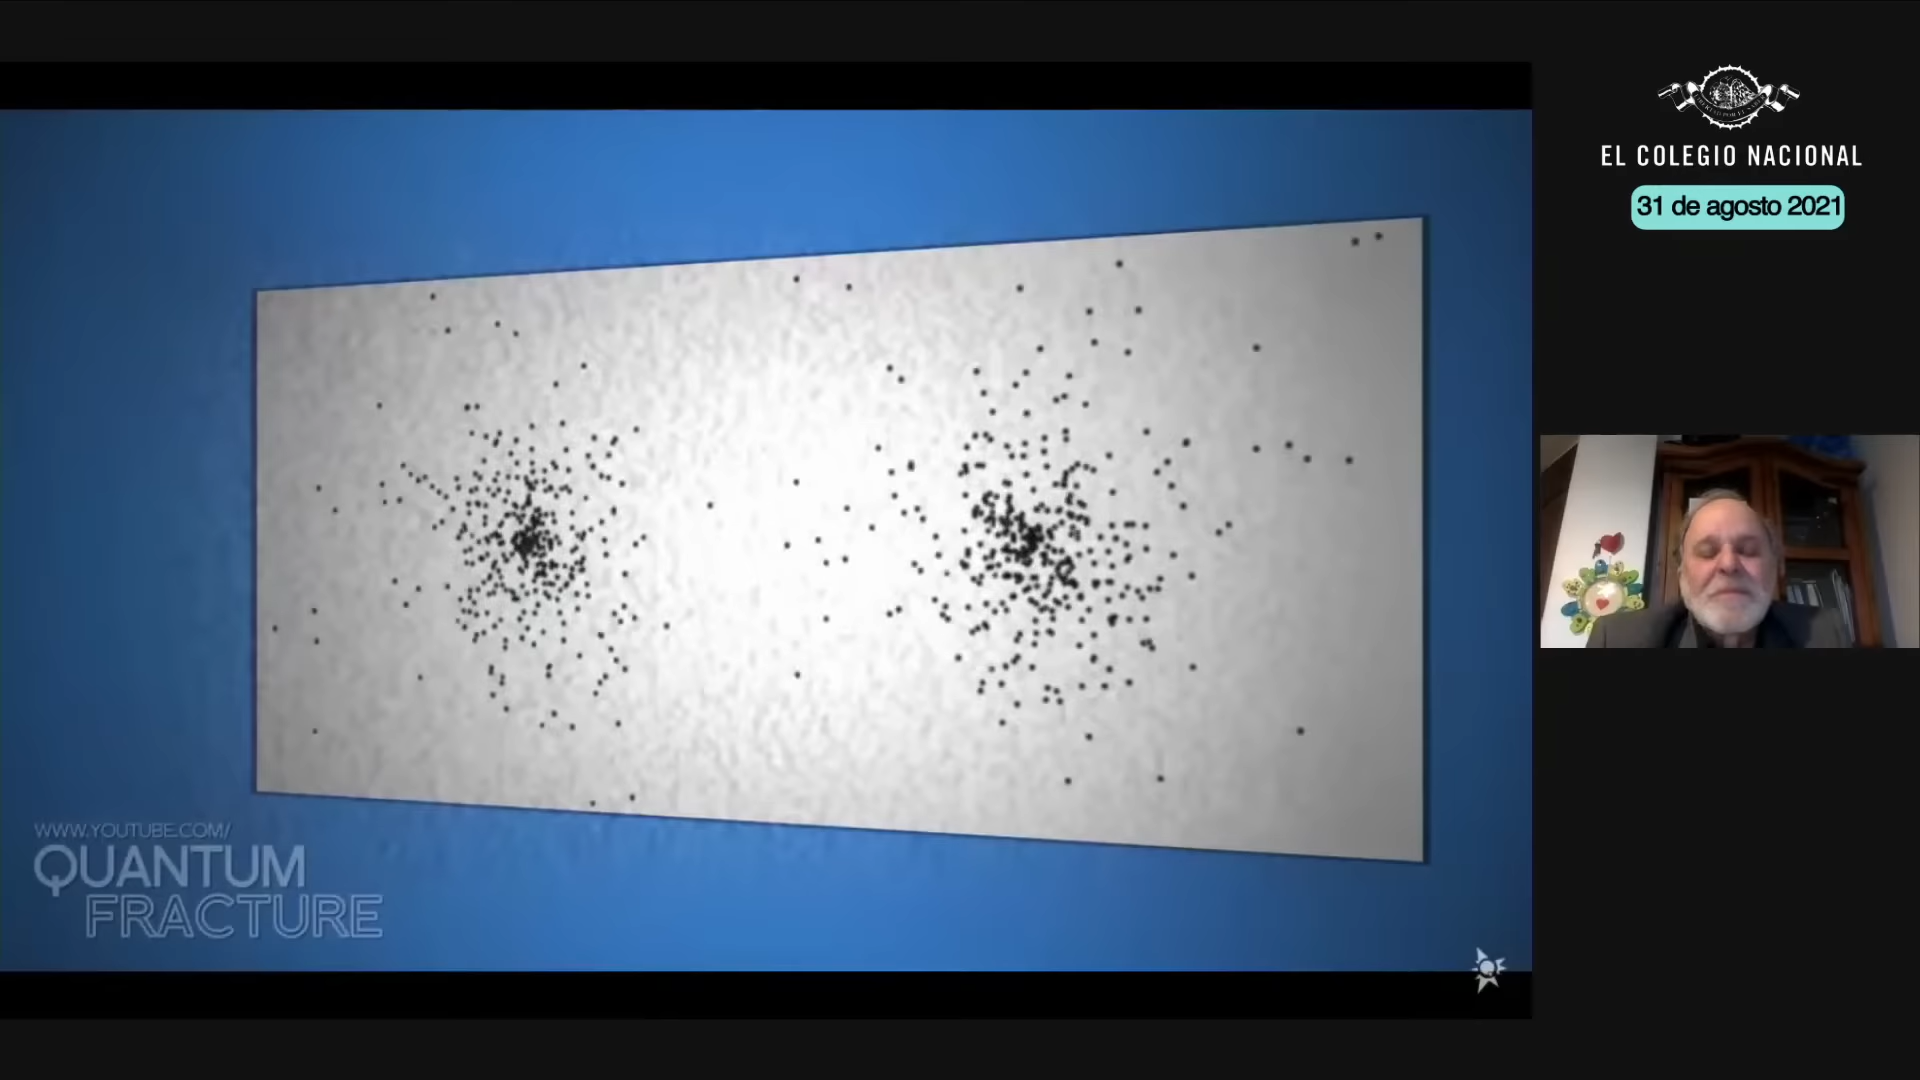 EL COLEGIO NACIONAL
31 de agosto 2021
WWW.YOUTUBE.COM/
QUANTUM
FRACTURE